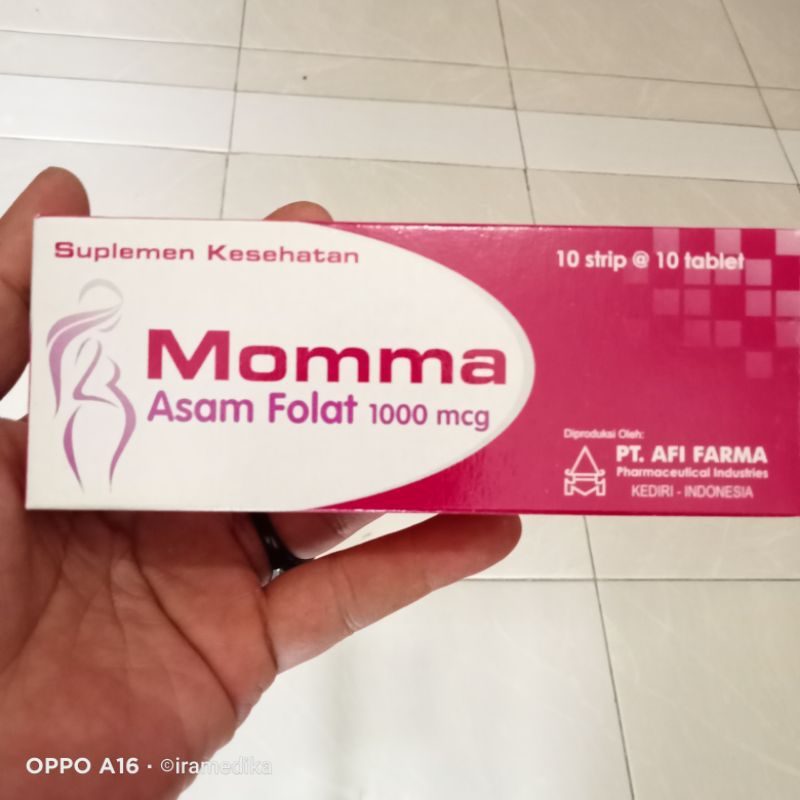 Suplemen Kesehatan
10 strip @ 10 tablet
Momma
Asam Folat 1000 mcg
Diproduksi Oleh:
PT. AFI FARMA
Pharmaceutical Industries
KEDIRI - INDONESIA
OPPO A16 · ©iramedika